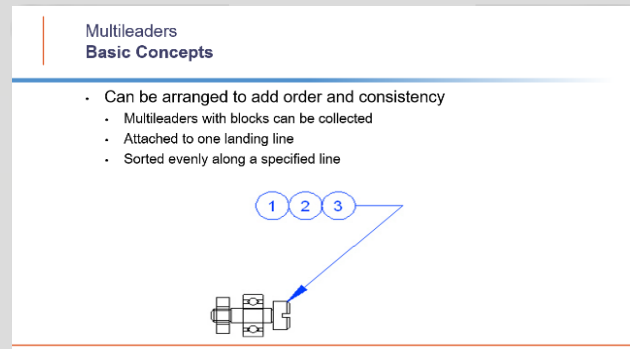 Multileaders
Basic Concepts
· Can be arranged to add order and consistency
· Multileaders with blocks can be collected
· Attached to one landing line
· Sorted evenly along a specified line
1 2 3